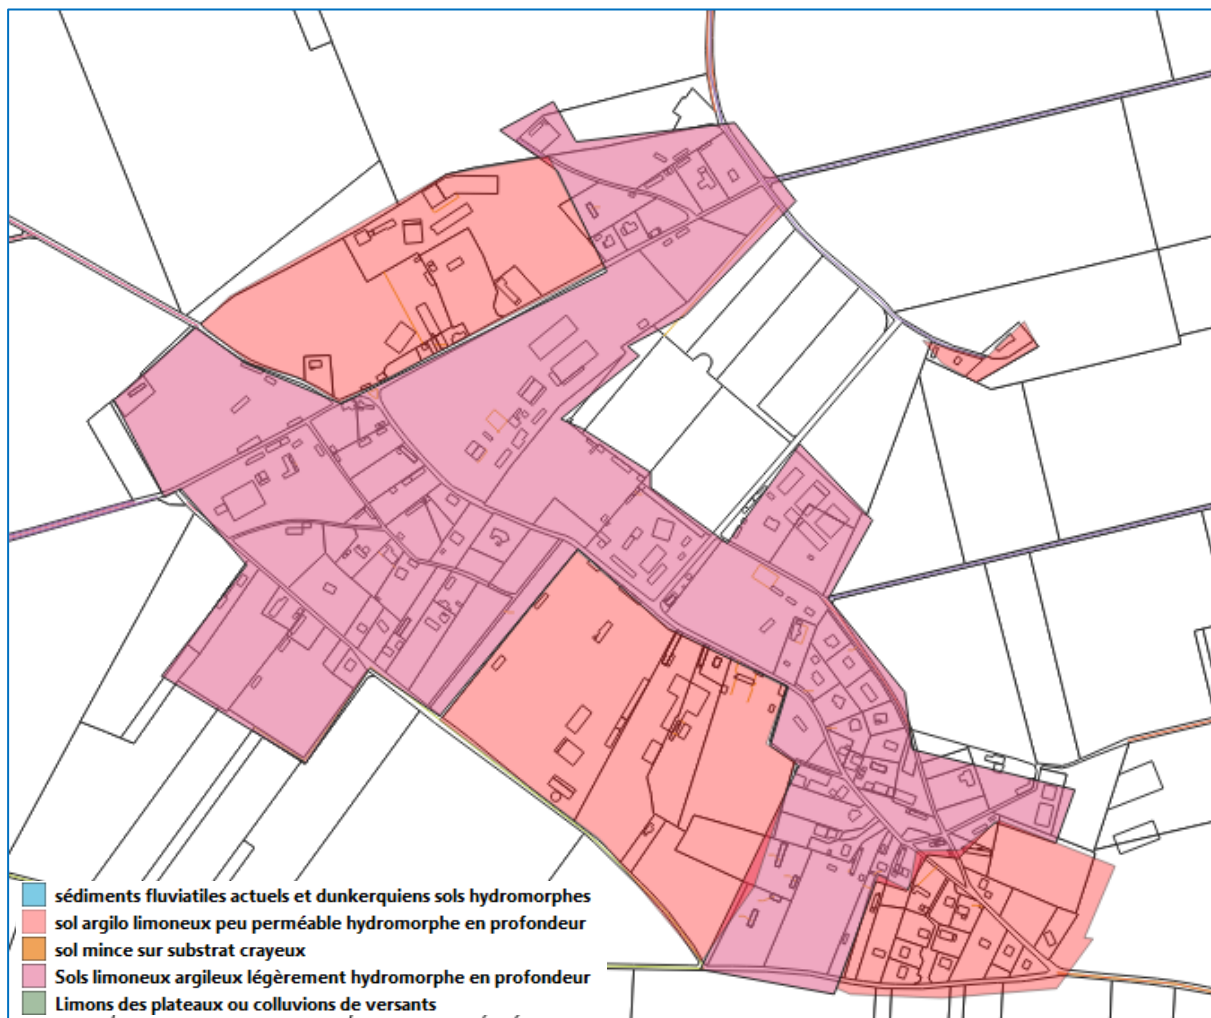 sédiments fluviatiles actuels et dunkerquiens sols hydromorphes
sol argilo limoneux peu perméable hydromorphe en profondeur
sol mince sur substrat crayeux
Sols limoneux argileux légèrement hydromorphe en profondeur
Limons des plateaux ou colluvions de versants